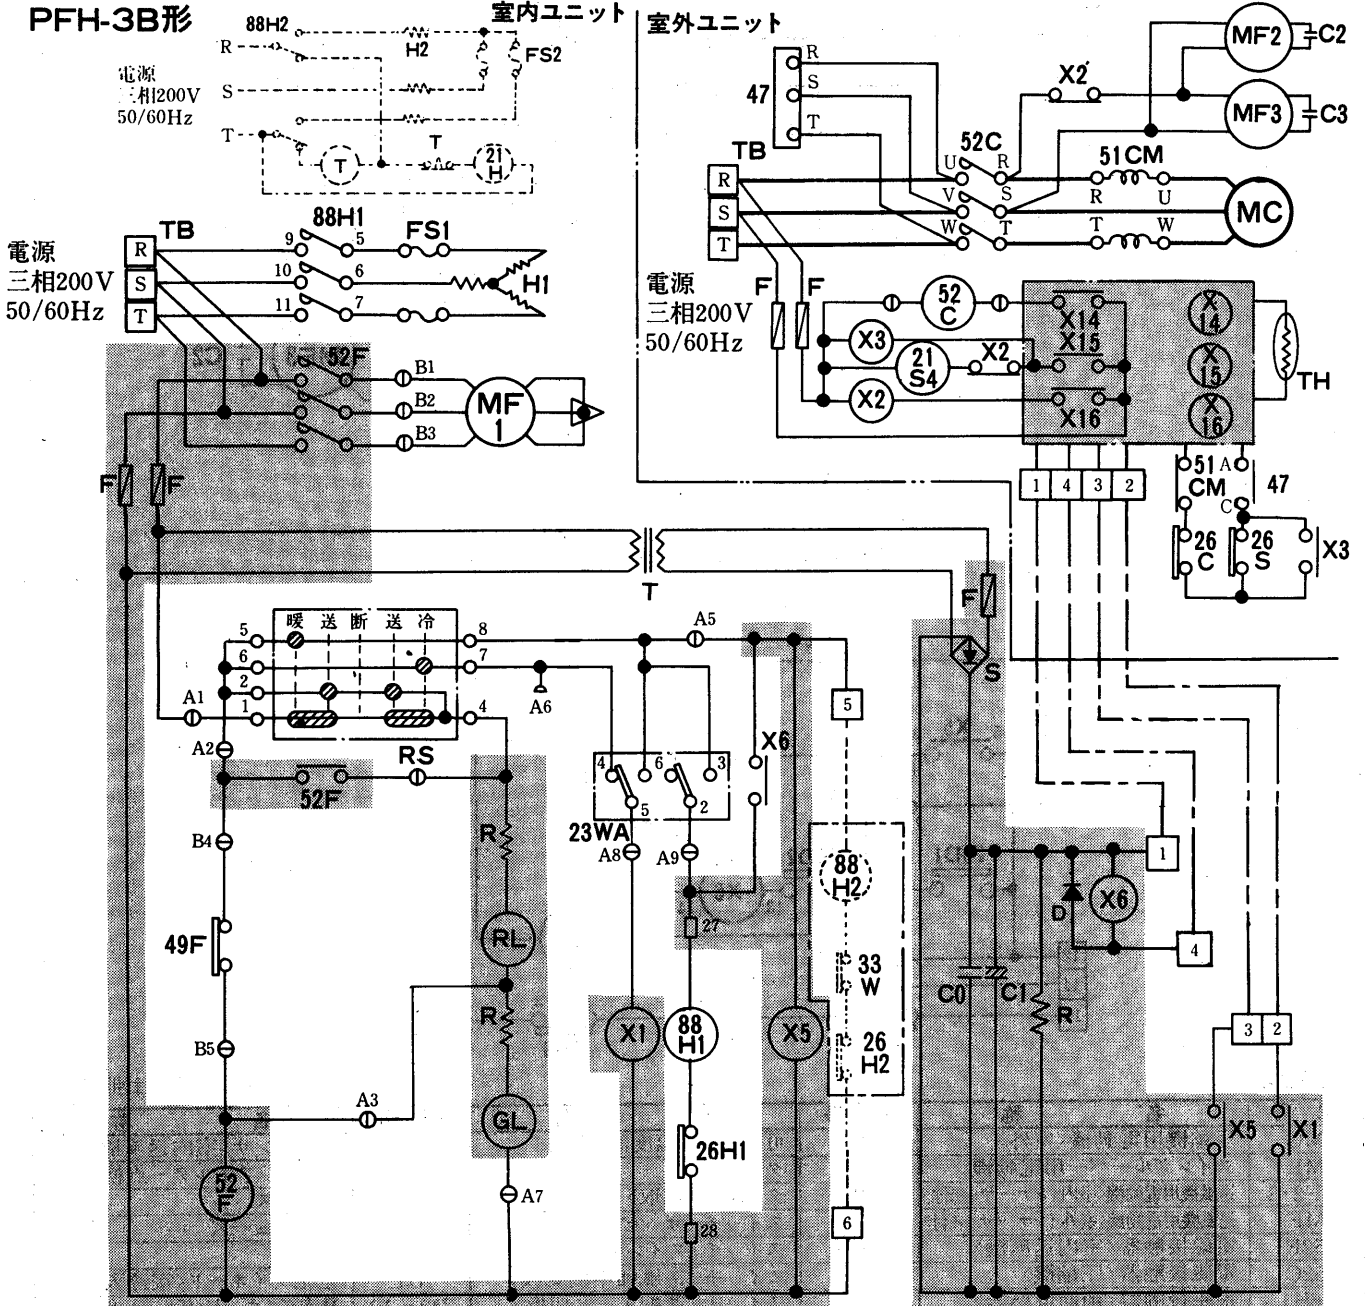 PFH-3B形
室内ユニット
室外ユニット
88H2
R
H2
FS2
電源
三相200V
50/60Hz
S
T
T
T
21
H
TB
88H1
FS1
電源
三相200V
50/60Hz
R
S
T
9
5
10
6
11
7
H1
52F
B1
B2
B3
MF
1
F
F
T
F
S
暖 送 断 送 冷
5
8
6
7
2
1
4
A1
A2
RS
52F
A5
A6
B4
49F
B5
A3
52
F
R
RL
R
GL
A7
4
6
3
5
2
23WA
A8
A9
X6
27
X1
88
H1
X5
26H1
28
5
88
H2
33
W
26
H2
6
47
R
S
T
X2
MF2
C2
MF3
C3
TB
R
S
T
52C
U
R
V
S
W
T
51CM
R
U
T
W
MC
電源
三相200V
50/60Hz
F
F
52
C
X3
21
S4
X2
X2
X14
X15
X16
X
14
X
15
X
16
TH
1
4
3
2
51
CM
A
C
47
26
C
26
S
X3
1
D
X6
4
C0
C1
R
3
2
X5
X1